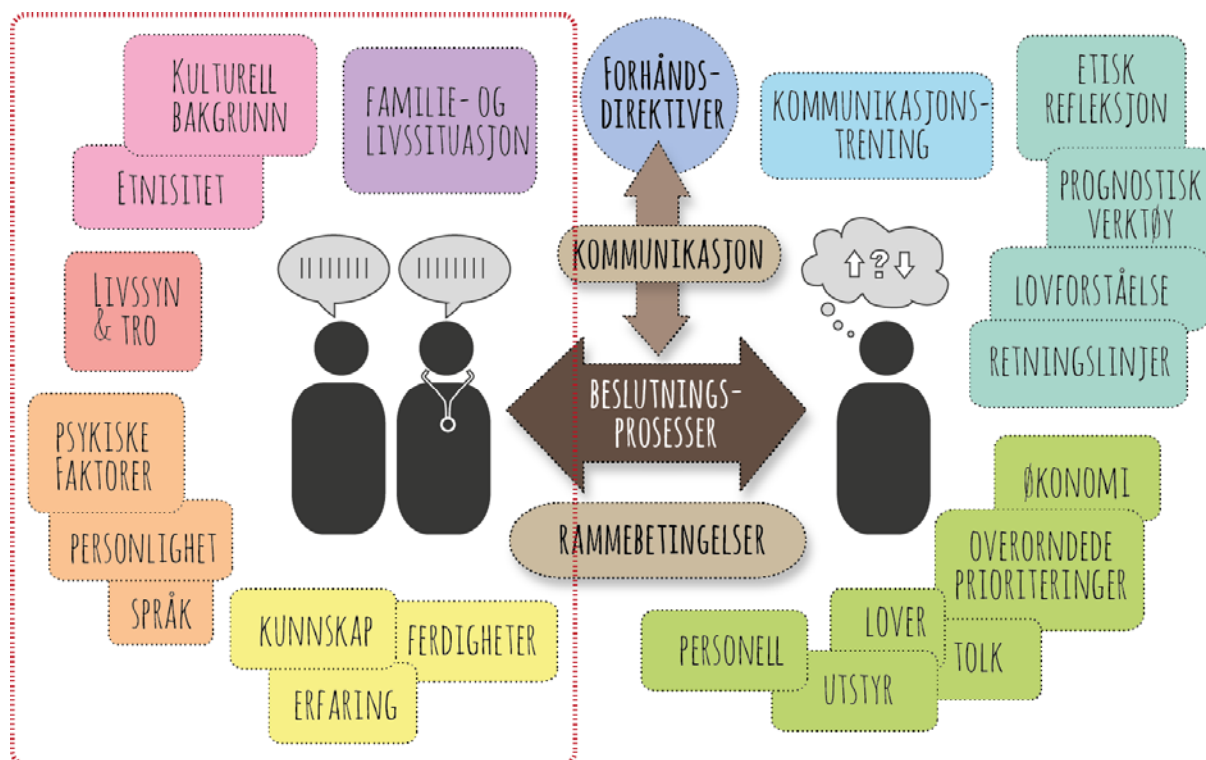 Kulturell
bakgrunn
Etnisitet
Familie- og
livssituasjon
Forhånds-
direktiver
Kommunikasjons-
trening
Etisk
refleksjon
Prognostisk
verktøy
Lovforståelse
Retningslinjer
Livssyn
& tro
Kommunikasjon
?
Beslutnings-
prosesser
Rammebetingelser
Psykiske
faktorer
Personlighet
Språk
Kunnskap
Ferdigheter
Erfaring
Økonomi
Overorndede
prioriteringer
Lover
Tolk
Personell
Utstyr